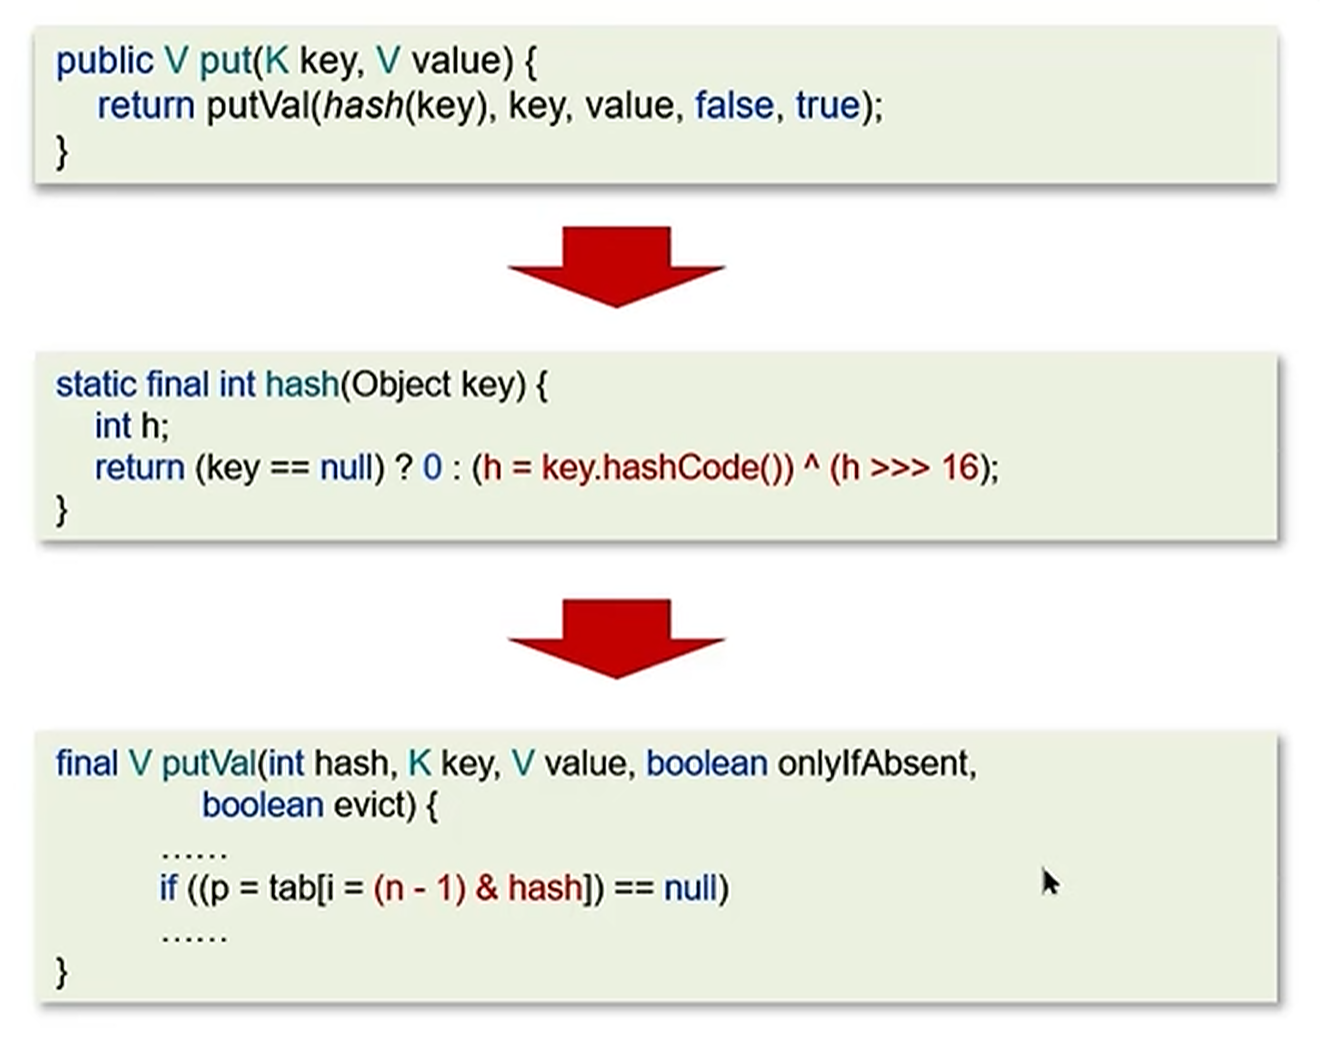 public V put(K key, V value) {
return putVal(hash(key), key, value, false, true);
}
static final int hash(Object key) {
int h;
return (key == null) ? 0 : (h = key.hashCode()) ^ (h >>> 16);
}
final V putVal(int hash, K key, V value, boolean onlyIfAbsent,
boolean evict) {
......
if ((p = tab[i = (n - 1) & hash]) == null)
......
}